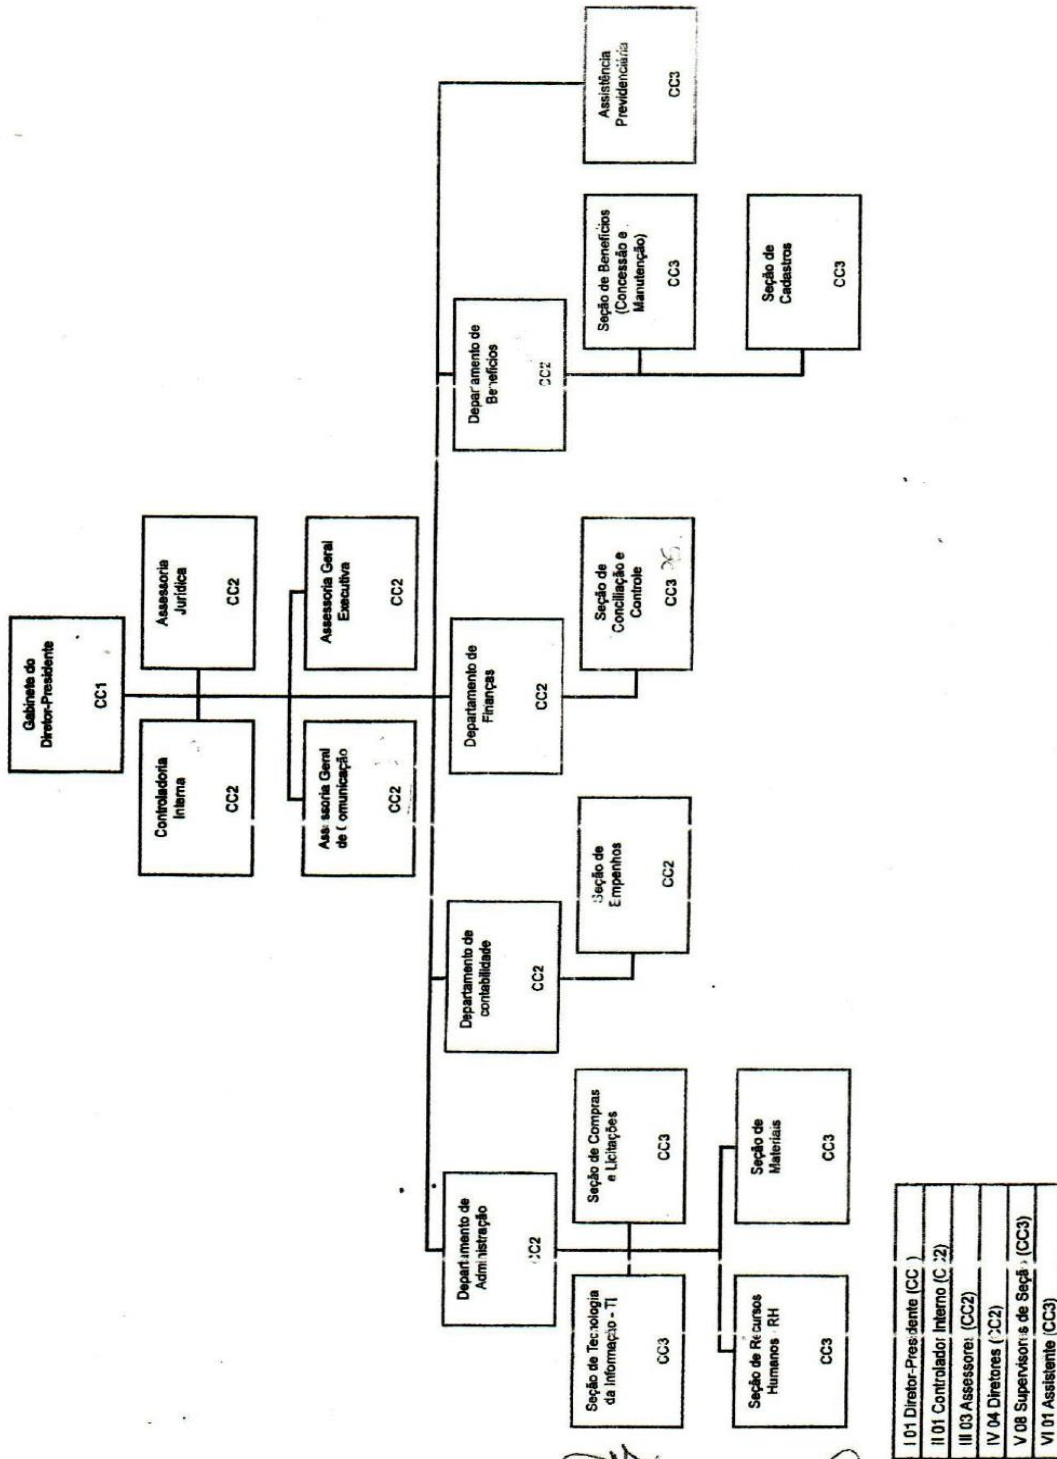 Gabinete do
Diretor-Presidente
CC1
Controladoria
Interna
CC2
Assessoria
Jurídica
CC2
Assessoria Geral
de Comunicação
CC2
Assessoria Geral
Executiva
CC2
Departamento de
Administração
CC2
Departamento de
contabilidade
CC2
Departamento de
Finanças
CC2
Departamento de
Benefícios
CC2
Seção de Tecnologia
da Informação - TI
CC3
Seção de Compras
e Licitações
CC3
Seção de
Empenhos
CC2
Seção de
Conciliação e
Controle
CC3
Seção de Benefícios
(Concessão e
Manutenção)
CC3
Assistência
Previdenciária
CC3
Seção de Recursos
Humanos - RH
CC3
Seção de
Materiais
CC3
Seção de
Cadastros
CC3
I 01 Diretor-Presidente (CC )
II 01 Controlador Interno (CC2)
III 03 Assessores (CC2)
IV 04 Diretores (CC2)
V 08 Supervisores de Seção (CC3)
VI 01 Assistente (CC3)